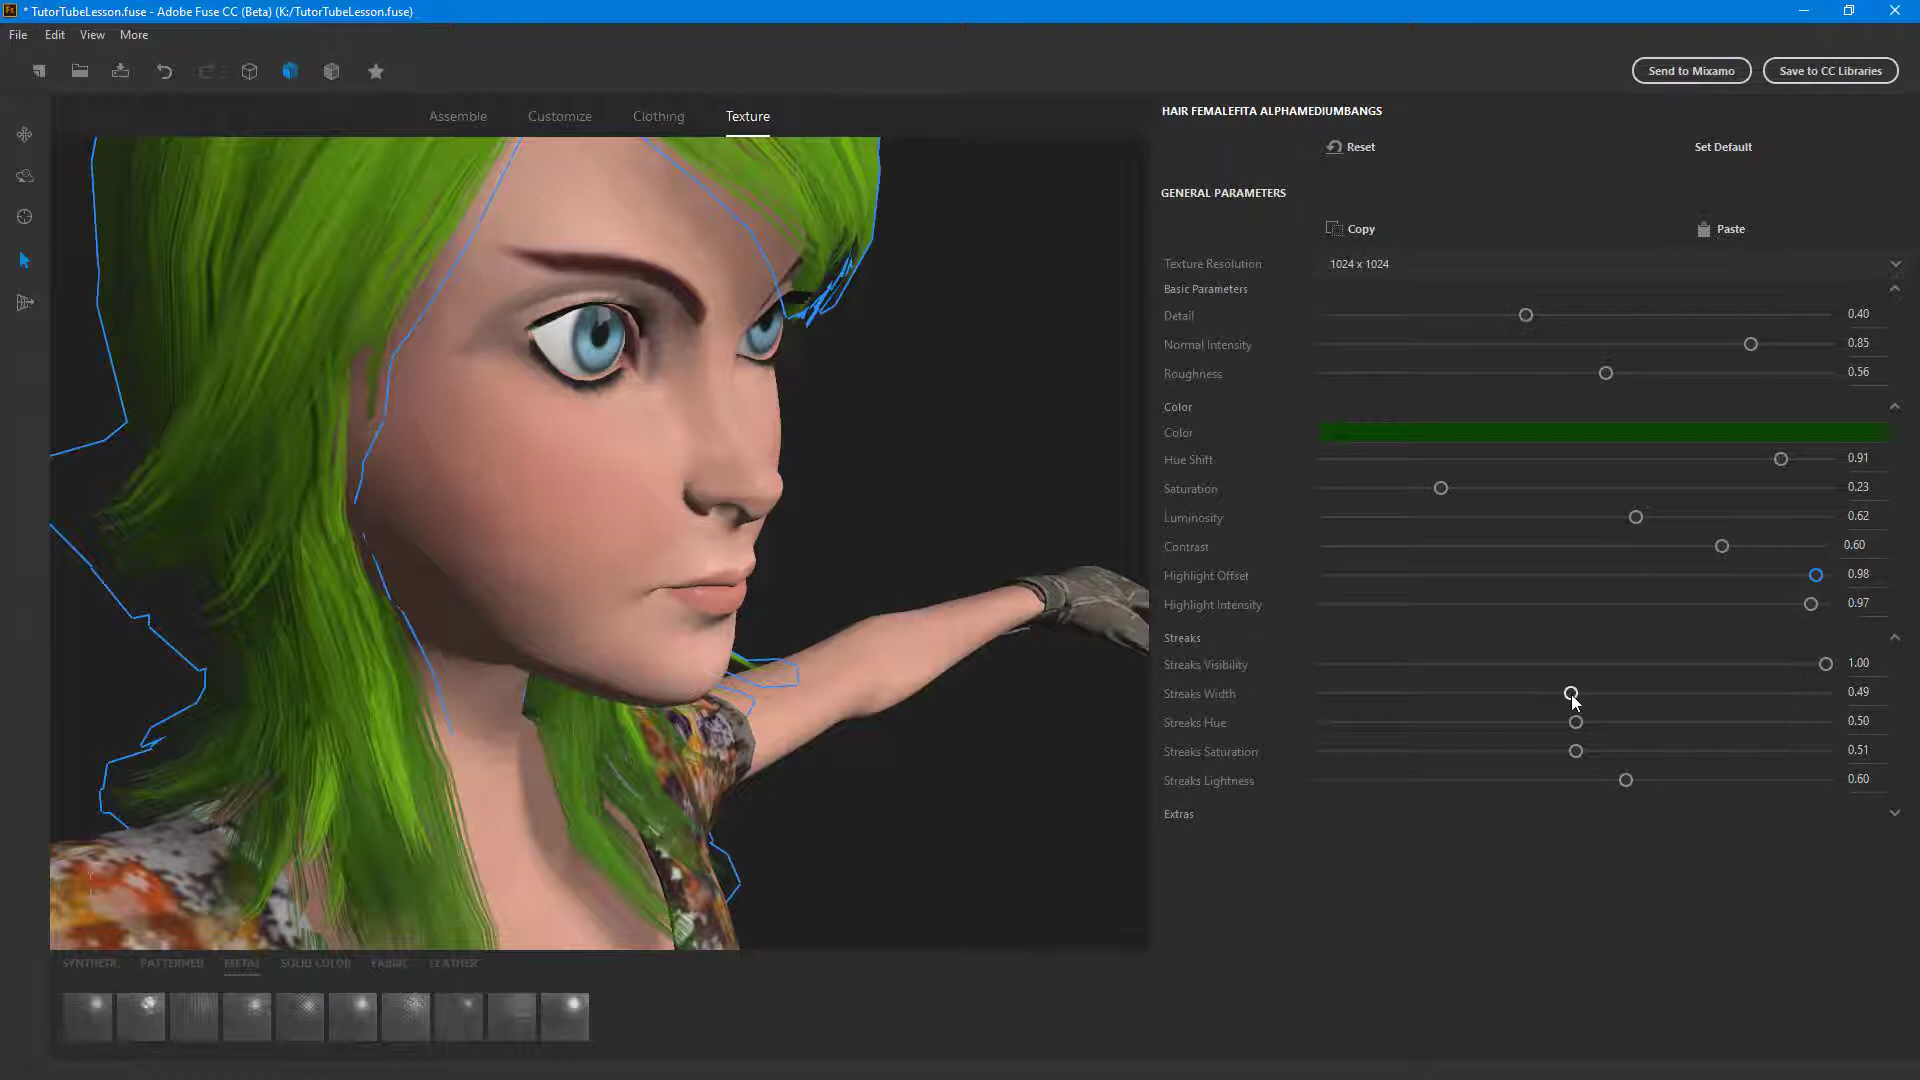 * TutorTubeLesson.fuse - Adobe Fuse CC (Beta) (K:/TutorTubeLesson.fuse)
File Edit View More
Send to Mixamo Save to CC Libraries
Assemble Customize Clothing Texture
HAIR FEMALEFITA ALPHAMEDIUMBANGS
Reset Set Default
GENERAL PARAMETERS
Copy Paste
Texture Resolution 1024 x 1024
Basic Parameters
Detail 0.40
Normal Intensity 0.85
Roughness 0.56
Color
Color
Hue Shift 0.91
Saturation 0.23
Luminosity 0.62
Contrast 0.60
Highlight Offset 0.98
Highlight Intensity 0.97
Streaks
Streaks Visibility 1.00
Streaks Width 0.49
Streaks Hue 0.50
Streaks Saturation 0.51
Streaks Lightness 0.60
Extras
SYNTHETIC PATTERNED METAL SOLID COLOR FABRIC LEATHER